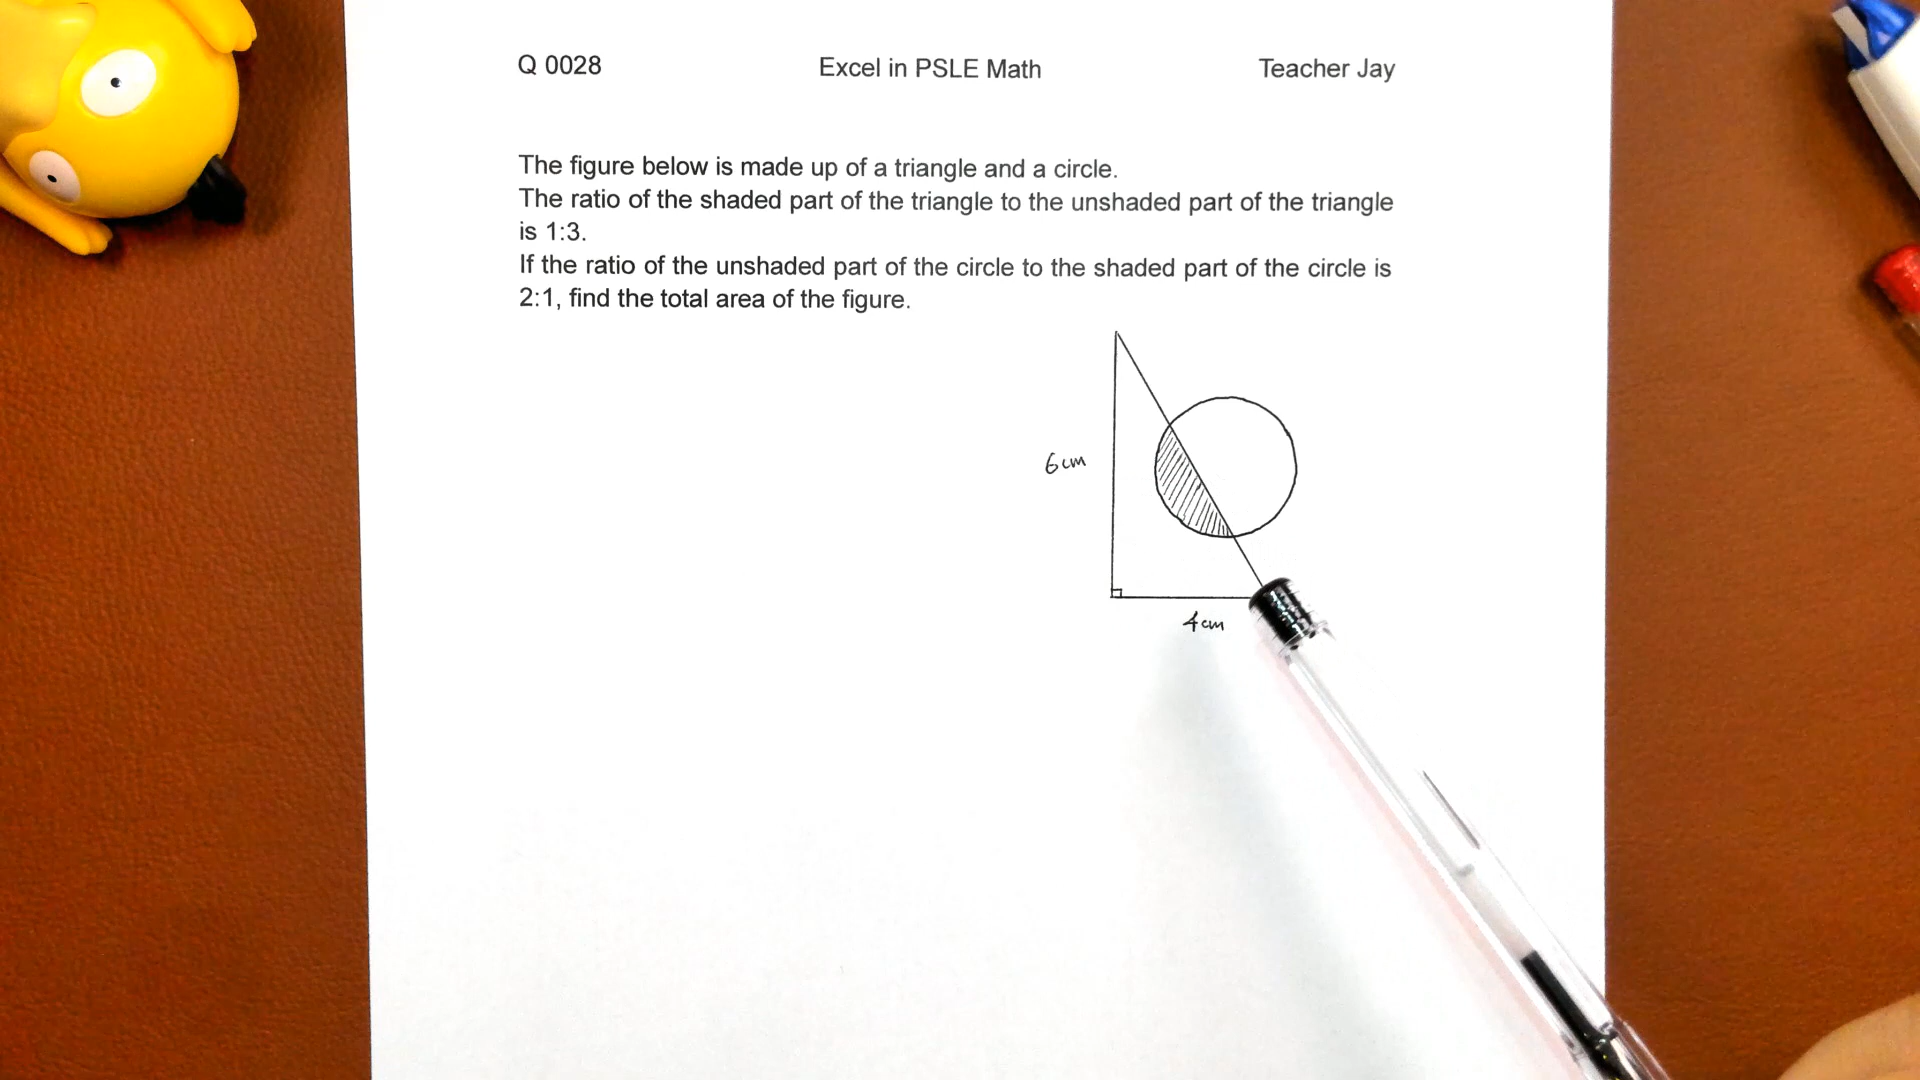 Q 0028 Excel in PSLE Math Teacher Jay
The figure below is made up of a triangle and a circle.
The ratio of the shaded part of the triangle to the unshaded part of the triangle
is 1:3.
If the ratio of the unshaded part of the circle to the shaded part of the circle is
2:1, find the total area of the figure.
6cm
4cm